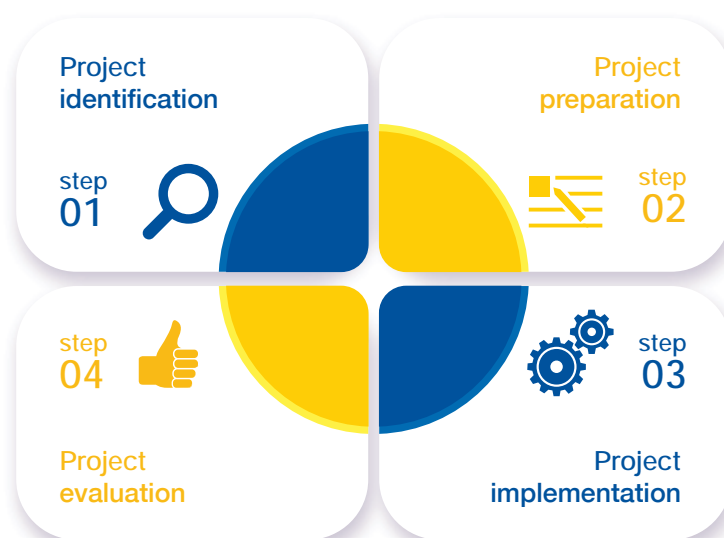 Project
identification
step
01
Project
preparation
step
02
step
03
Project
implementation
step
04
Project
evaluation